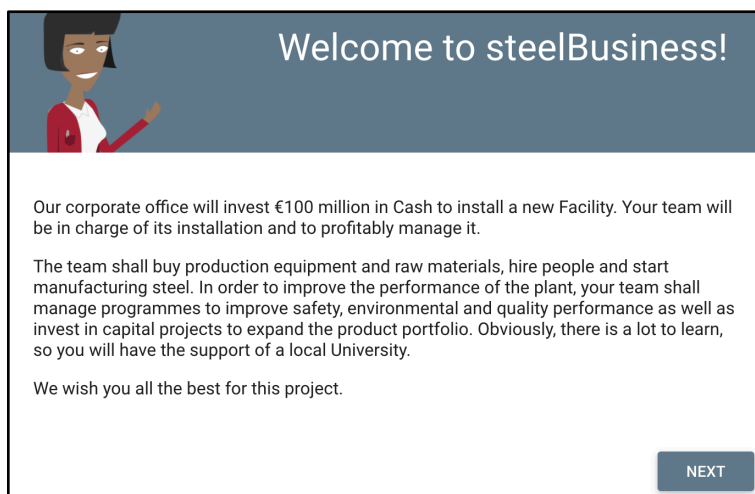 Welcome to steelBusiness!
Our corporate office will invest €100 million in Cash to install a new Facility. Your team will
be in charge of its installation and to profitably manage it.
The team shall buy production equipment and raw materials, hire people and start
manufacturing steel. In order to improve the performance of the plant, your team shall
manage programmes to improve safety, environmental and quality performance as well as
invest in capital projects to expand the product portfolio. Obviously, there is a lot to learn,
so you will have the support of a local University.
We wish you all the best for this project.
NEXT